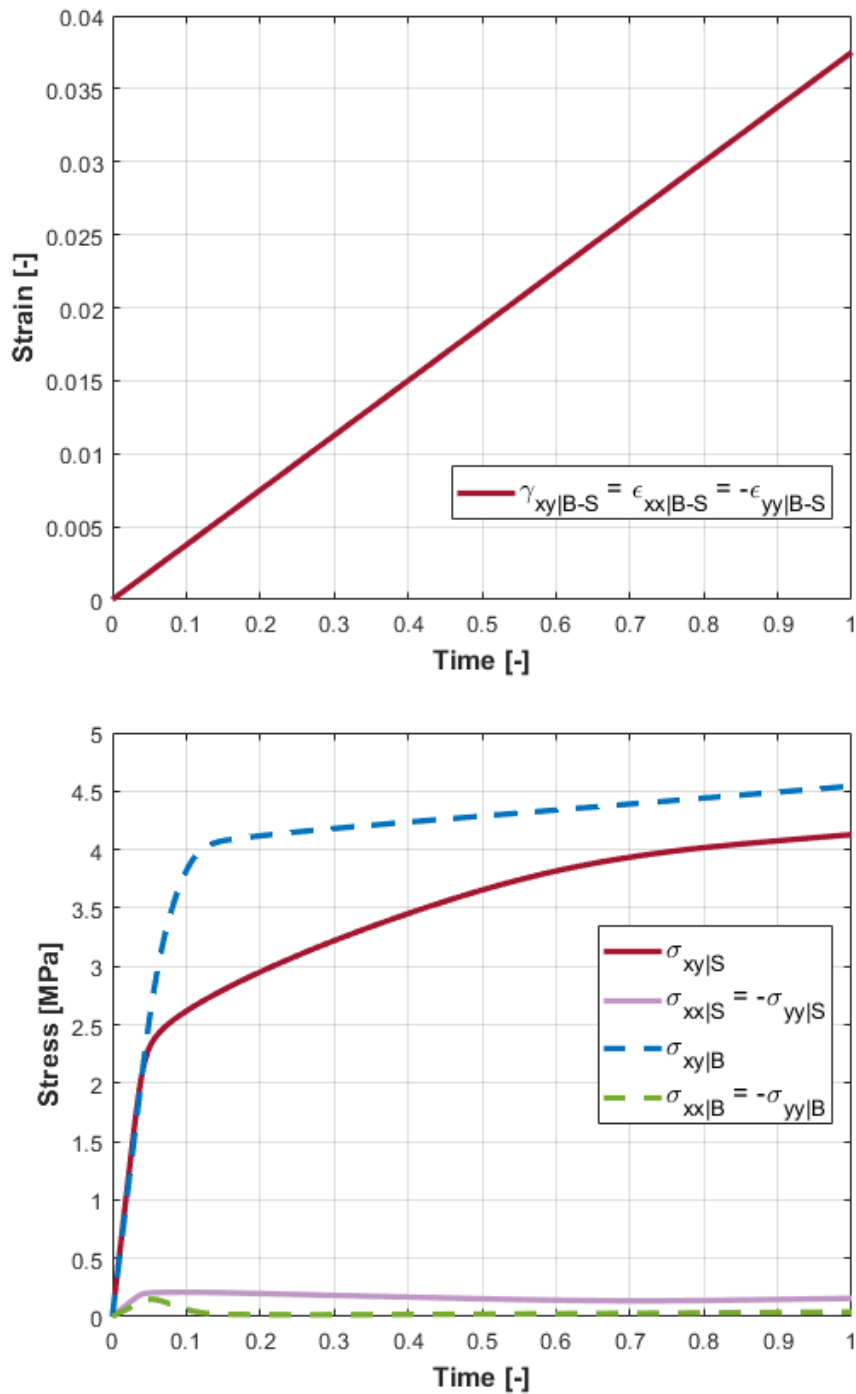 0.04
0.035
0.03
0.025
0.02
0.015
0.01
0.005
0
Strain [-]
γxy|B-S = ϵxx|B-S = -ϵyy|B-S
0 0.1 0.2 0.3 0.4 0.5 0.6 0.7 0.8 0.9 1
Time [-]
5
4.5
4
3.5
3
2.5
2
1.5
1
0.5
0
Stress [MPa]
σxy|S
σxx|S = -σyy|S
σxy|B
σxx|B = -σyy|B
0 0.1 0.2 0.3 0.4 0.5 0.6 0.7 0.8 0.9 1
Time [-]